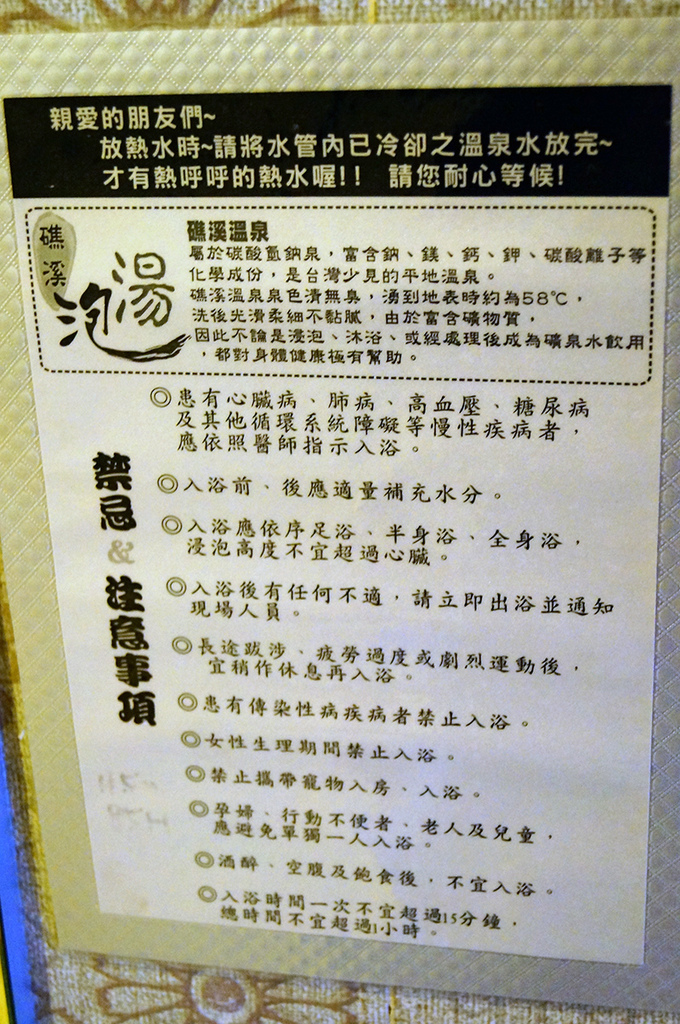 親愛的朋友們~
放熱水時~請將水管內已冷卻之溫泉水放完~
才有熱呼呼的熱水喔!! 請您耐心等候!
礁溪
泡湯
礁溪溫泉
屬於碳酸氫鈉泉，富含鈉、鎂、鈣、鉀、碳酸離子等
化學成份，是台灣少見的平地溫泉。
礁溪溫泉泉色清無臭，湧到地表時約為58℃，
洗後光滑柔細不黏膩，由於富含礦物質，
因此不論是浸泡、沐浴、或經處理後成為礦泉水飲用
，都對身體健康極有幫助。
禁忌&注意事項
◎患有心臟病、肺病、高血壓、糖尿病
及其他循環系統障礙等慢性疾病者，
應依照醫師指示入浴。
◎入浴前、後應適量補充水分。
◎入浴應依序足浴、半身浴、全身浴，
浸泡高度不宜超過心臟。
◎入浴後有任何不適，請立即出浴並通知
現場人員。
◎長途跋涉、疲勞過度或劇烈運動後，
宜稍作休息再入浴。
◎患有傳染性病疾病者禁止入浴。
◎女性生理期間禁止入浴。
◎禁止攜帶寵物入房、入浴。
◎孕婦、行動不便者、老人及兒童，
應避免單獨一人入浴。
◎酒醉、空腹及飽食後，不宜入浴。
◎入浴時間一次不宜超過15分鐘，
總時間不宜超過1小時。